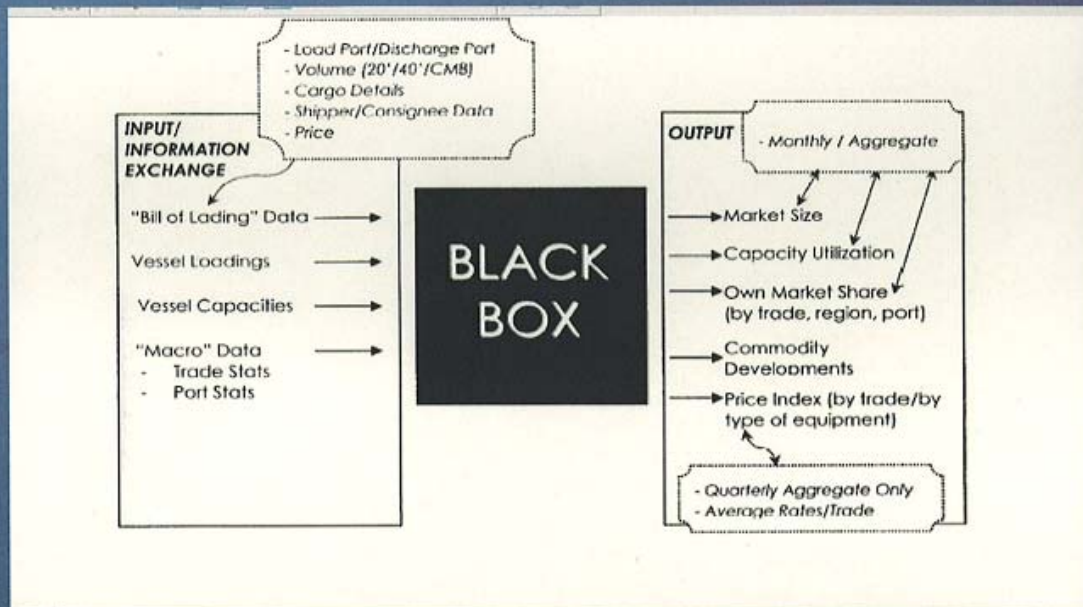 - Load Port/Discharge Port
- Volume (20'/40'/CMB)
- Cargo Details
- Shipper/Consignee Data
- Price
INPUT/
INFORMATION
EXCHANGE
"Bill of Lading" Data
Vessel Loadings
Vessel Capacities
"Macro" Data
- Trade Stats
- Port Stats
BLACK
BOX
OUTPUT
- Monthly / Aggregate
Market Size
Capacity Utilization
Own Market Share
(by trade, region, port)
Commodity
Developments
Price Index (by trade/by
type of equipment)
- Quarterly Aggregate Only
- Average Rates/Trade